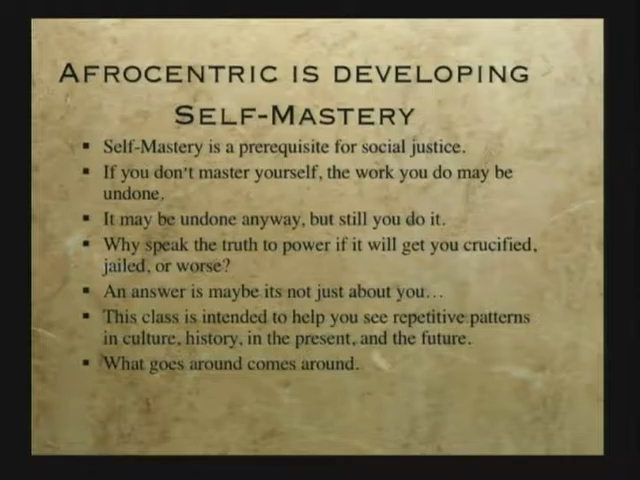 AFROCENTRIC IS DEVELOPING
SELF-MASTERY
▪ Self-Mastery is a prerequisite for social justice.
▪ If you don't master yourself, the work you do may be
undone.
▪ It may be undone anyway, but still you do it.
▪ Why speak the truth to power if it will get you crucified,
jailed, or worse?
▪ An answer is maybe its not just about you…
▪ This class is intended to help you see repetitive patterns
in culture, history, in the present, and the future.
▪ What goes around comes around.